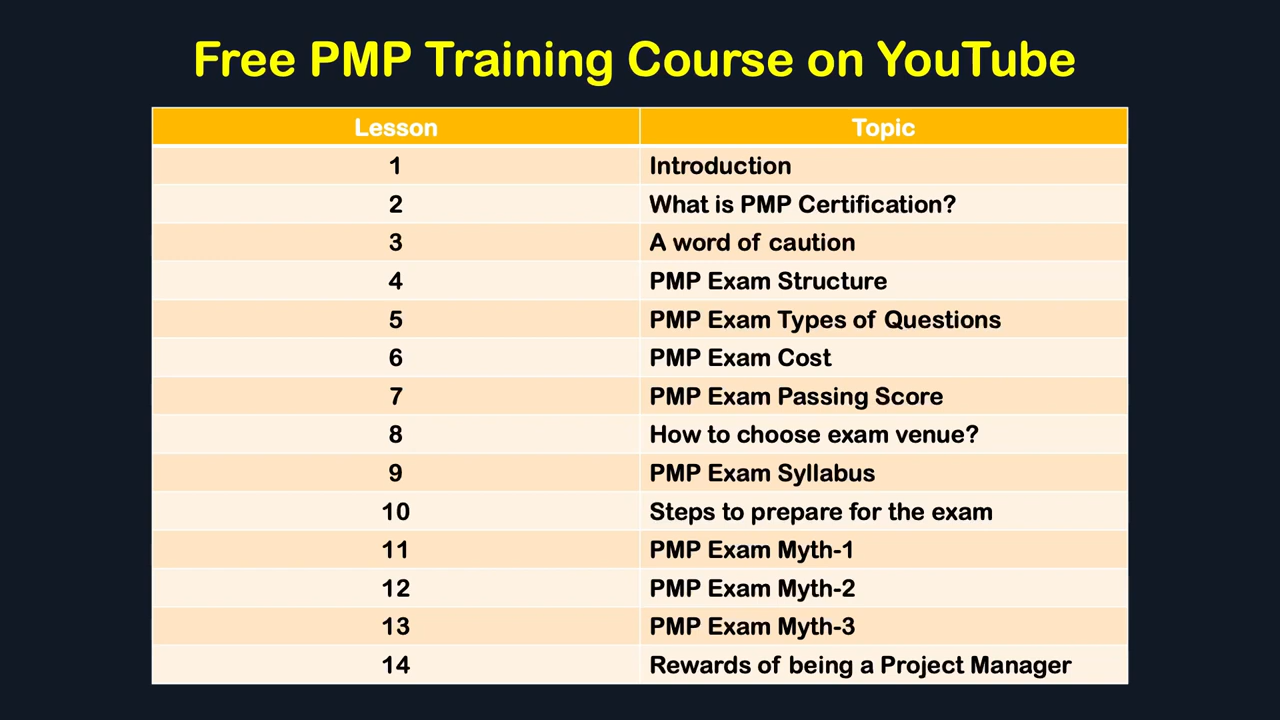 Free PMP Training Course on YouTube
Lesson Topic
1 Introduction
2 What is PMP Certification?
3 A word of caution
4 PMP Exam Structure
5 PMP Exam Types of Questions
6 PMP Exam Cost
7 PMP Exam Passing Score
8 How to choose exam venue?
9 PMP Exam Syllabus
10 Steps to prepare for the exam
11 PMP Exam Myth-1
12 PMP Exam Myth-2
13 PMP Exam Myth-3
14 Rewards of being a Project Manager